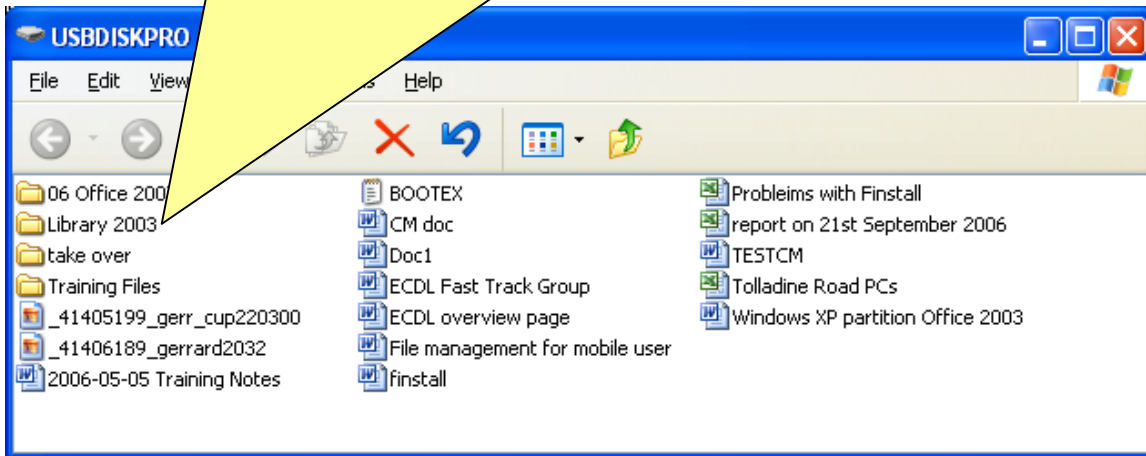 USBDISKPRO
File Edit View Help
06 Office
Library 2003
take over
Training Files
_41405199_gerr_cup220300
_41406189_gerrard2032
2006-05-05 Training Notes
BOOTEX
CM doc
Doc1
ECDL Fast Track Group
ECDL overview page
File management for mobile user
finstall
Probleims with Finstall
report on 21st September 2006
TESTCM
Tolladine Road PCs
Windows XP partition Office 2003